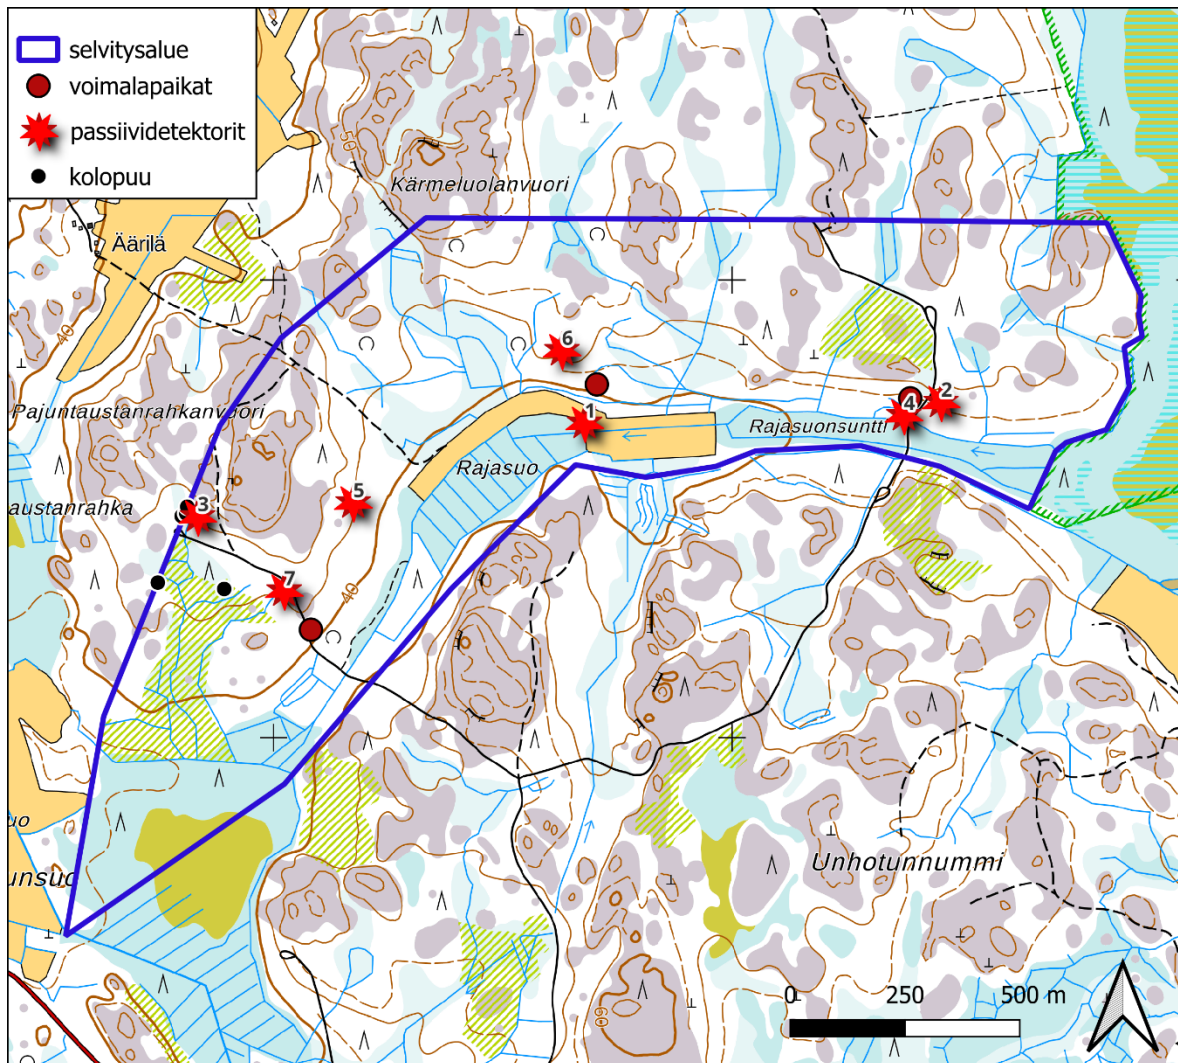 selvitysalue
voimalapaikat
passiividetektorit
kolopuu
50
Kärmeluolanvuori
Äärilä
40
6
Pajuntaustanrahkanvuori
2
4
1
Rajasuonsuntti
Rajasuo
5
austanrahka
3
7
40
uo
unsuo
Unhotunnummi
60
0 250 500 m